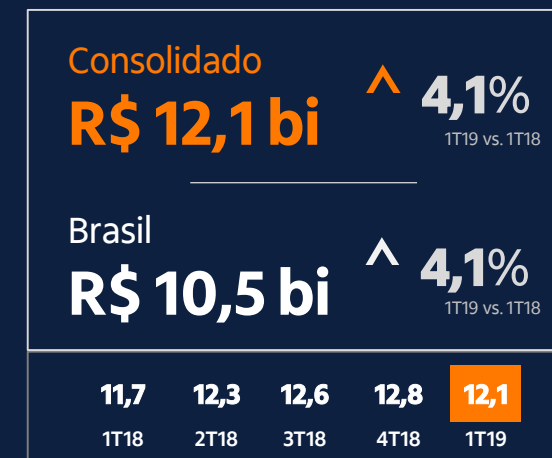 Consolidado
R$ 12,1 bi
4,1%
1T19 vs. 1T18
Brasil
R$ 10,5 bi
4,1%
1T19 vs. 1T18
11,7 12,3 12,6 12,8 12,1
1T18 2T18 3T18 4T18 1T19